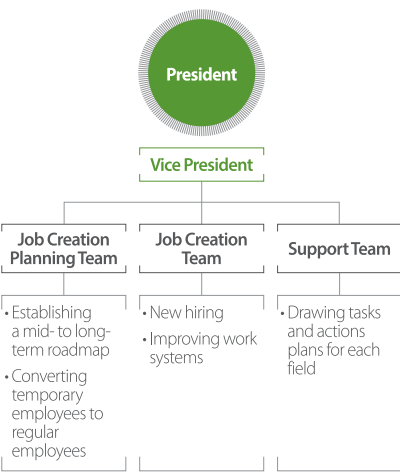 President
Vice President
Job Creation
Planning Team
Job Creation
Team
Support Team
• Establishing
a mid- to long-
term roadmap
• Converting
temporary
employees to
regular
employees
• New hiring
• Improving work
systems
• Drawing tasks
and actions
plans for each
field